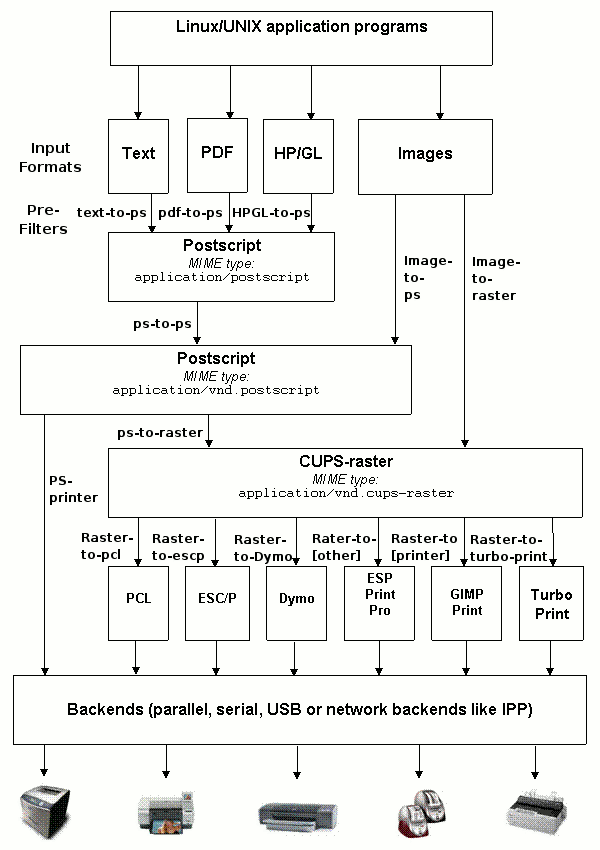 Linux/UNIX application programs
Input
Formats
Text
PDF
HP/GL
Images
Pre-
Filters
text-to-ps
pdf-to-ps
HPGL-to-ps
Postscript
MIME type:
application/postscript
Image-
to-
ps
Image-
to-
raster
ps-to-ps
Postscript
MIME type:
application/vnd.postscript
ps-to-raster
PS-
printer
CUPS-raster
MIME type:
application/vnd.cups-raster
Raster-
to-pcl
Raster-
to-escp
Raster-
to-Dymo
Rater-to-
[other]
Raster-to
[printer]
Raster-to-
turbo-print
PCL
ESC/P
Dymo
ESP
Print
Pro
GIMP
Print
Turbo
Print
Backends (parallel, serial, USB or network backends like IPP)